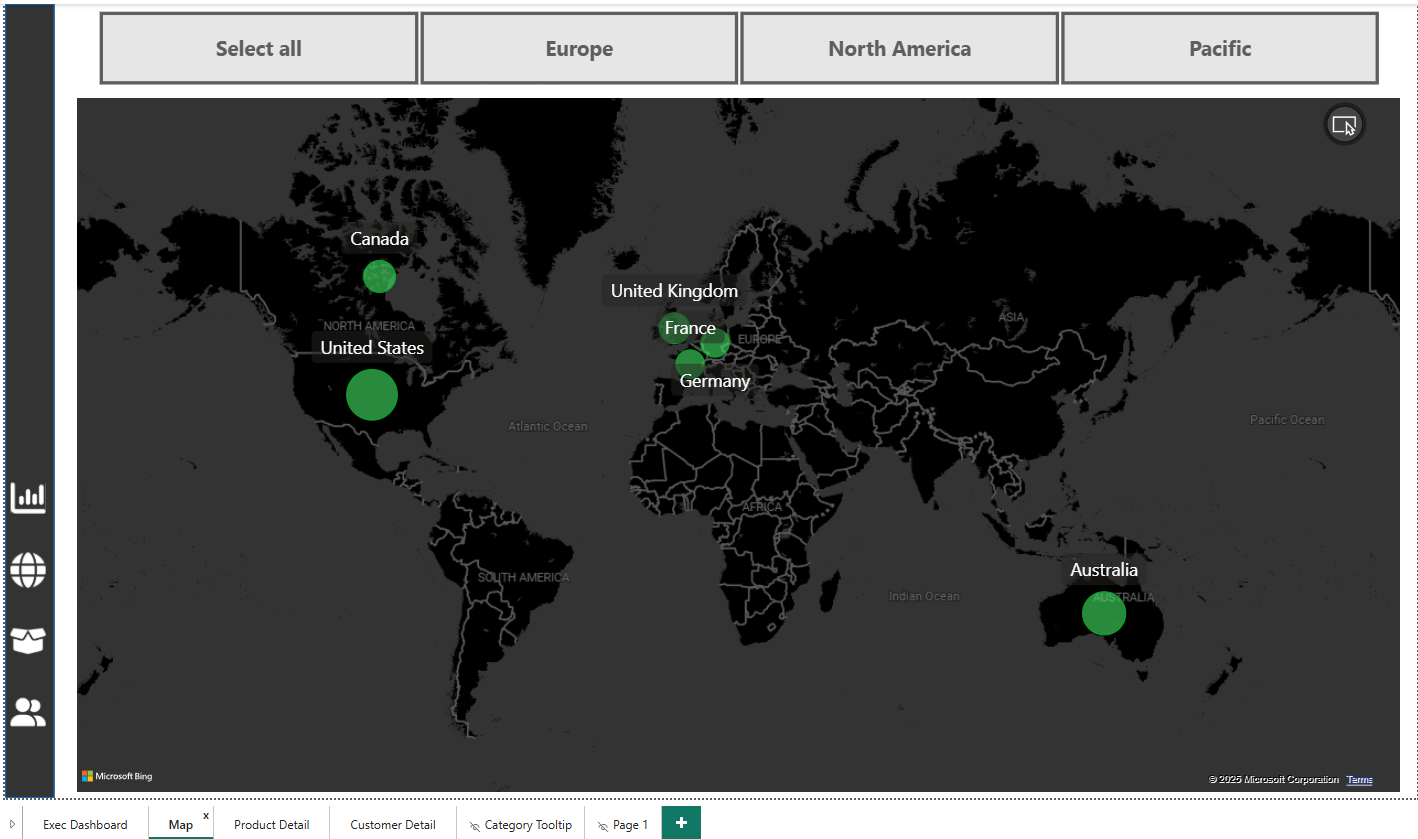 Select all
Europe
North America
Pacific
Canada
NORTH AMERICA
United States
United Kingdom
France
EUROPE
Germany
ASIA
Atlantic Ocean
Pacific Ocean
AFRICA
SOUTH AMERICA
Indian Ocean
Australia
AUSTRALIA
Microsoft Bing
© 2025 Microsoft Corporation Terms
Exec Dashboard
Map
x
Product Detail
Customer Detail
Category Tooltip
Page 1
+